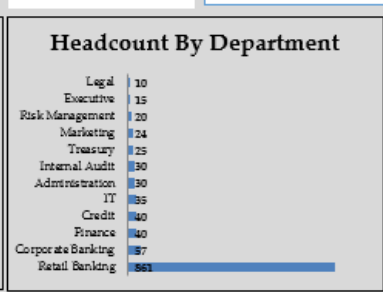 Headcount By Department
Legal 10
Executive 15
Risk Management 20
Marketing 24
Treasury 25
Internal Audit 30
Administration 30
IT 35
Credit 40
Finance 40
Corporate Banking 57
Retail Banking 861